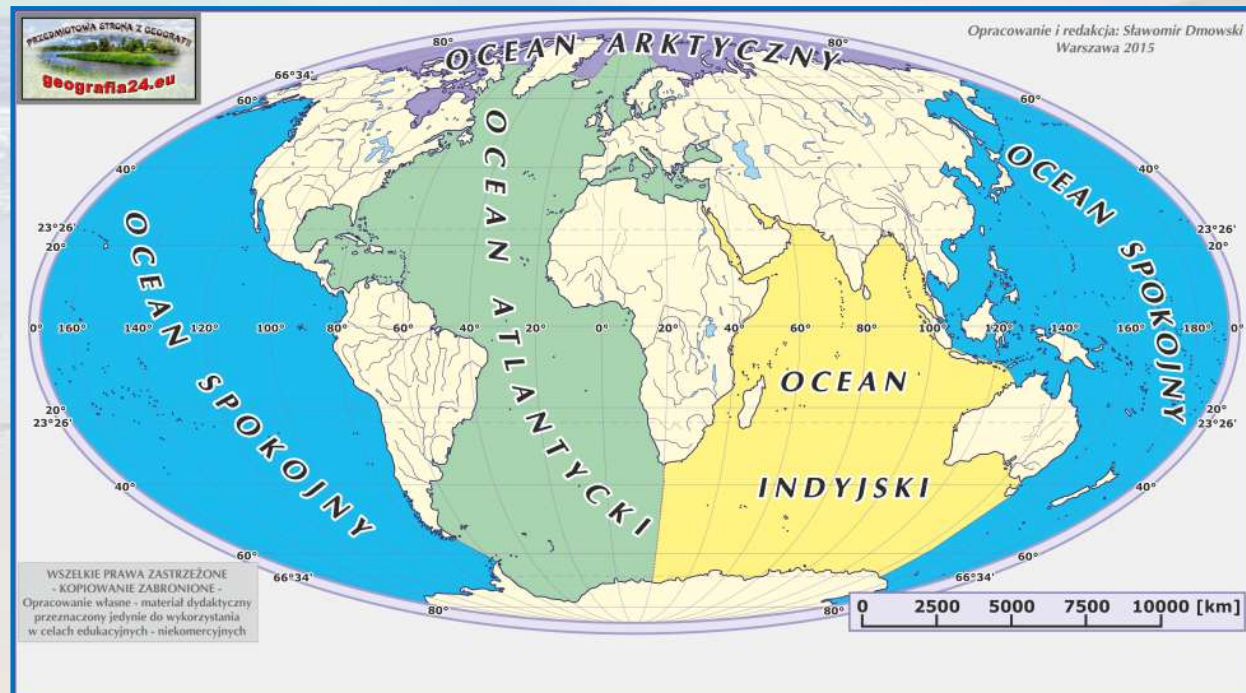 PRZEDMIOTOWA STRONA Z GEOGRAFII
geografia24.eu
Opracowanie i redakcja: Sławomir Dmowski
Warszawa 2015
OCEAN ARKTYCZNY
80°
80°
66°34'
60°
60°
40°
40°
23°26'
20°
23°26'
20°
OCEAN SPOKOJNY
OCEAN ATLANTYCKI
OCEAN SPOKOJNY
0° 160° 140° 120° 100° 80° 60° 40° 20° 0° 20° 40° 60° 80° 100° 120° 140° 160° 180° 0°
OCEAN
INDYJSKI
20°
23°26'
20°
23°26'
40°
40°
60°
60°
66°34'
66°34'
80°
80°
WSZELKIE PRAWA ZASTRZEŻONE
- KOPIOWANIE ZABRONIONE -
Opracowanie własne - materiał dydaktyczny
przeznaczony jedynie do wykorzystania
w celach edukacyjnych - niekomercyjnych
0 2500 5000 7500 10000 [km]